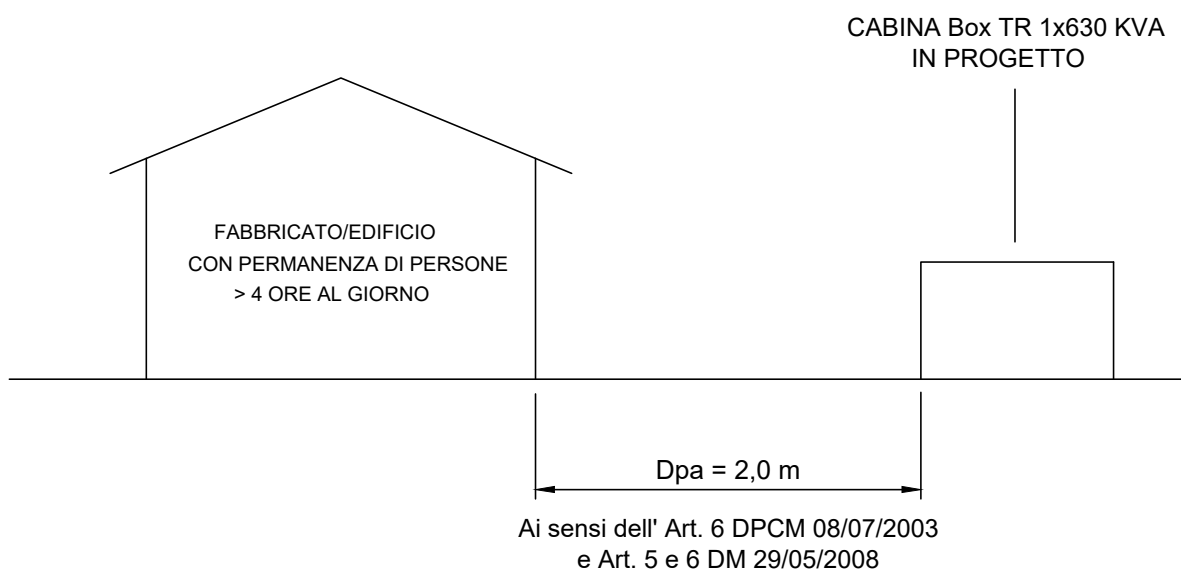 CABINA Box TR 1x630 KVA
IN PROGETTO
FABBRICATO/EDIFICIO
CON PERMANENZA DI PERSONE
> 4 ORE AL GIORNO
Dpa = 2,0 m
Ai sensi dell' Art. 6 DPCM 08/07/2003
e Art. 5 e 6 DM 29/05/2008